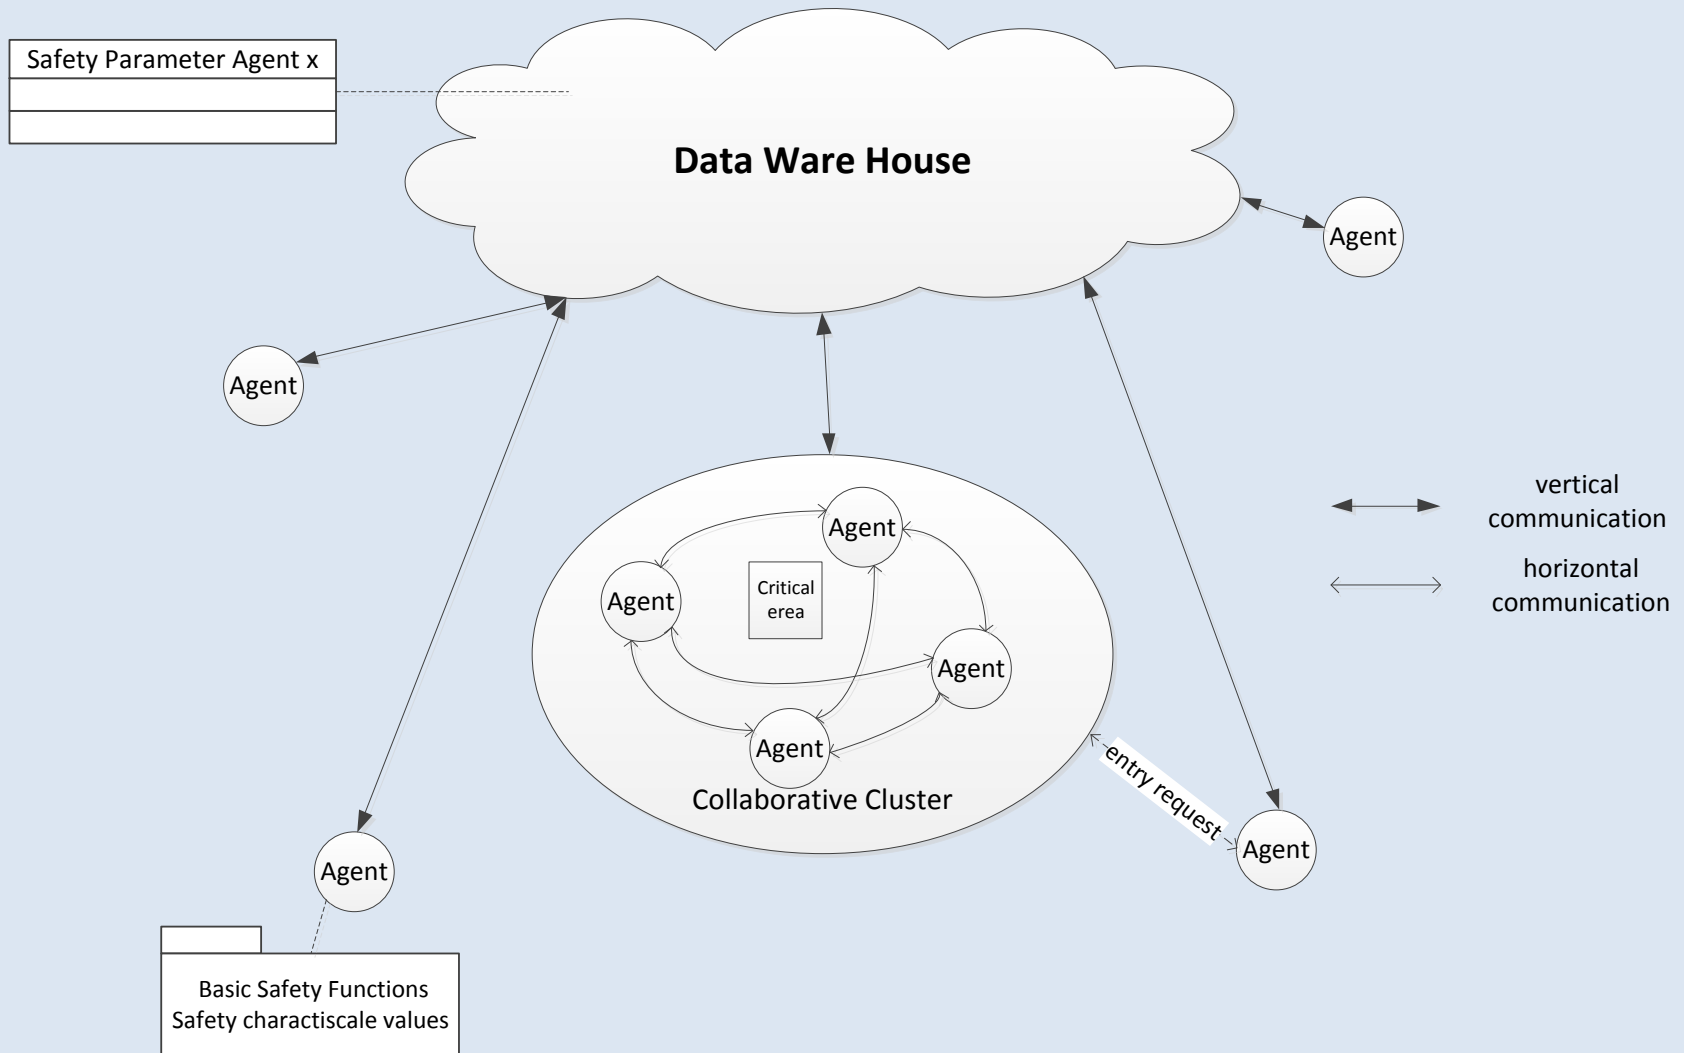 Safety Parameter Agent x
Data Ware House
Agent
Agent
vertical
communication
horizontal
communication
Agent
Critical
erea
Agent
Agent
Agent
Collaborative Cluster
entry request
Agent
Agent
Basic Safety Functions
Safety charactiscale values